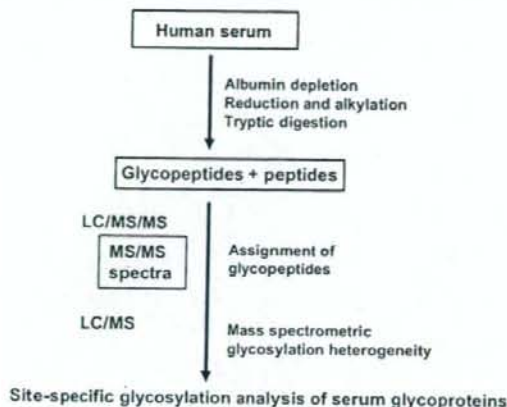 Human serum
Albumin depletion
Reduction and alkylation
Tryptic digestion
Glycopeptides + peptides
LC/MS/MS
MS/MS
spectra
Assignment of
glycopeptides
LC/MS
Mass spectrometric
glycosylation heterogeneity
Site-specific glycosylation analysis of serum glycoproteins